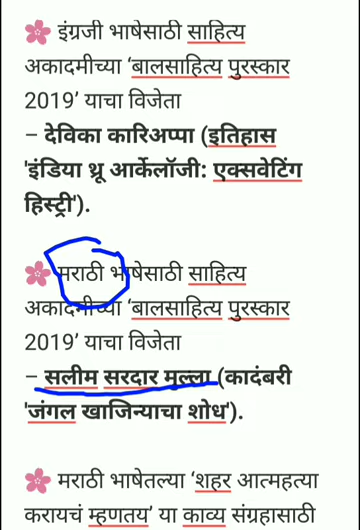 🌸 इंग्रजी भाषेसाठी साहित्य
अकादमीच्या ‘बालसाहित्य पुरस्कार
2019’ याचा विजेता
– देविका कारिअप्पा (इतिहास
'इंडिया थ्रू आर्केलॉजी: एक्सवेटिंग
हिस्ट्री').
🌸 मराठी भाषेसाठी साहित्य
अकादमीच्या ‘बालसाहित्य पुरस्कार
2019’ याचा विजेता
– सलीम सरदार मुल्ला (कादंबरी
'जंगल खाजिन्याचा शोध').
🌸 मराठी भाषेतल्या ‘शहर आत्महत्या
करायचं म्हणतय’ या काव्य संग्रहासाठी